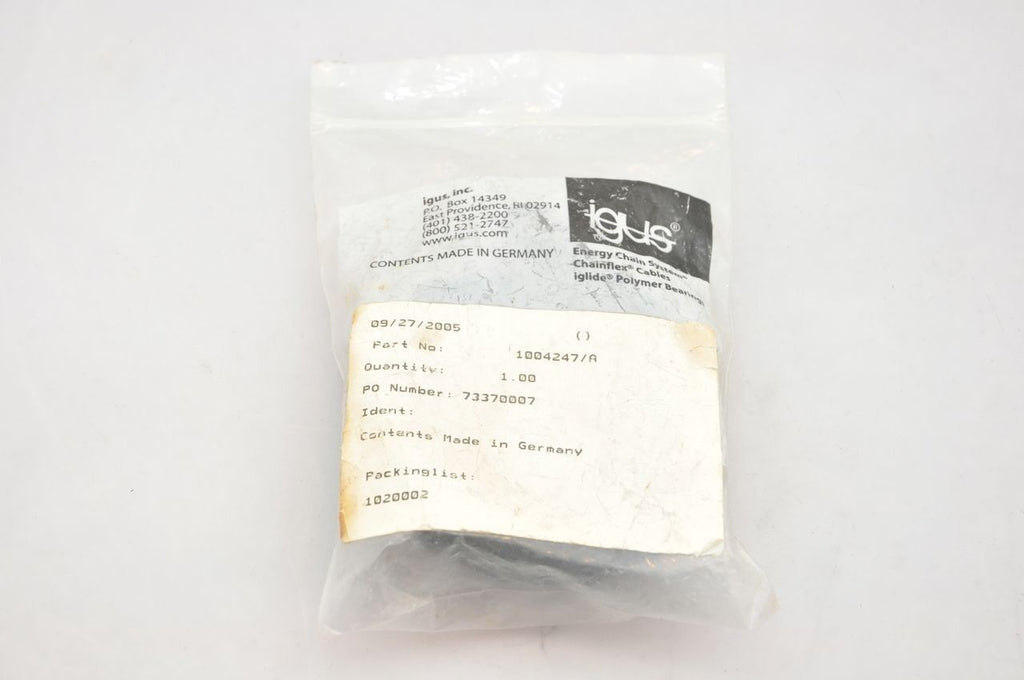 igus, inc.
P.O. Box 14349
East Providence, RI 02914
(401) 438-2200
(800) 521-2747
www.igus.com
CONTENTS MADE IN GERMANY
igus®
Energy Chain Systems®
Chainflex® Cables
iglide® Polymer Bearings
09/27/2005 ()
Part No: 1004247/A
Quantity: 1.00
PO Number: 73370007
Ident:
Contents Made in Germany
Packinglist:
1020002